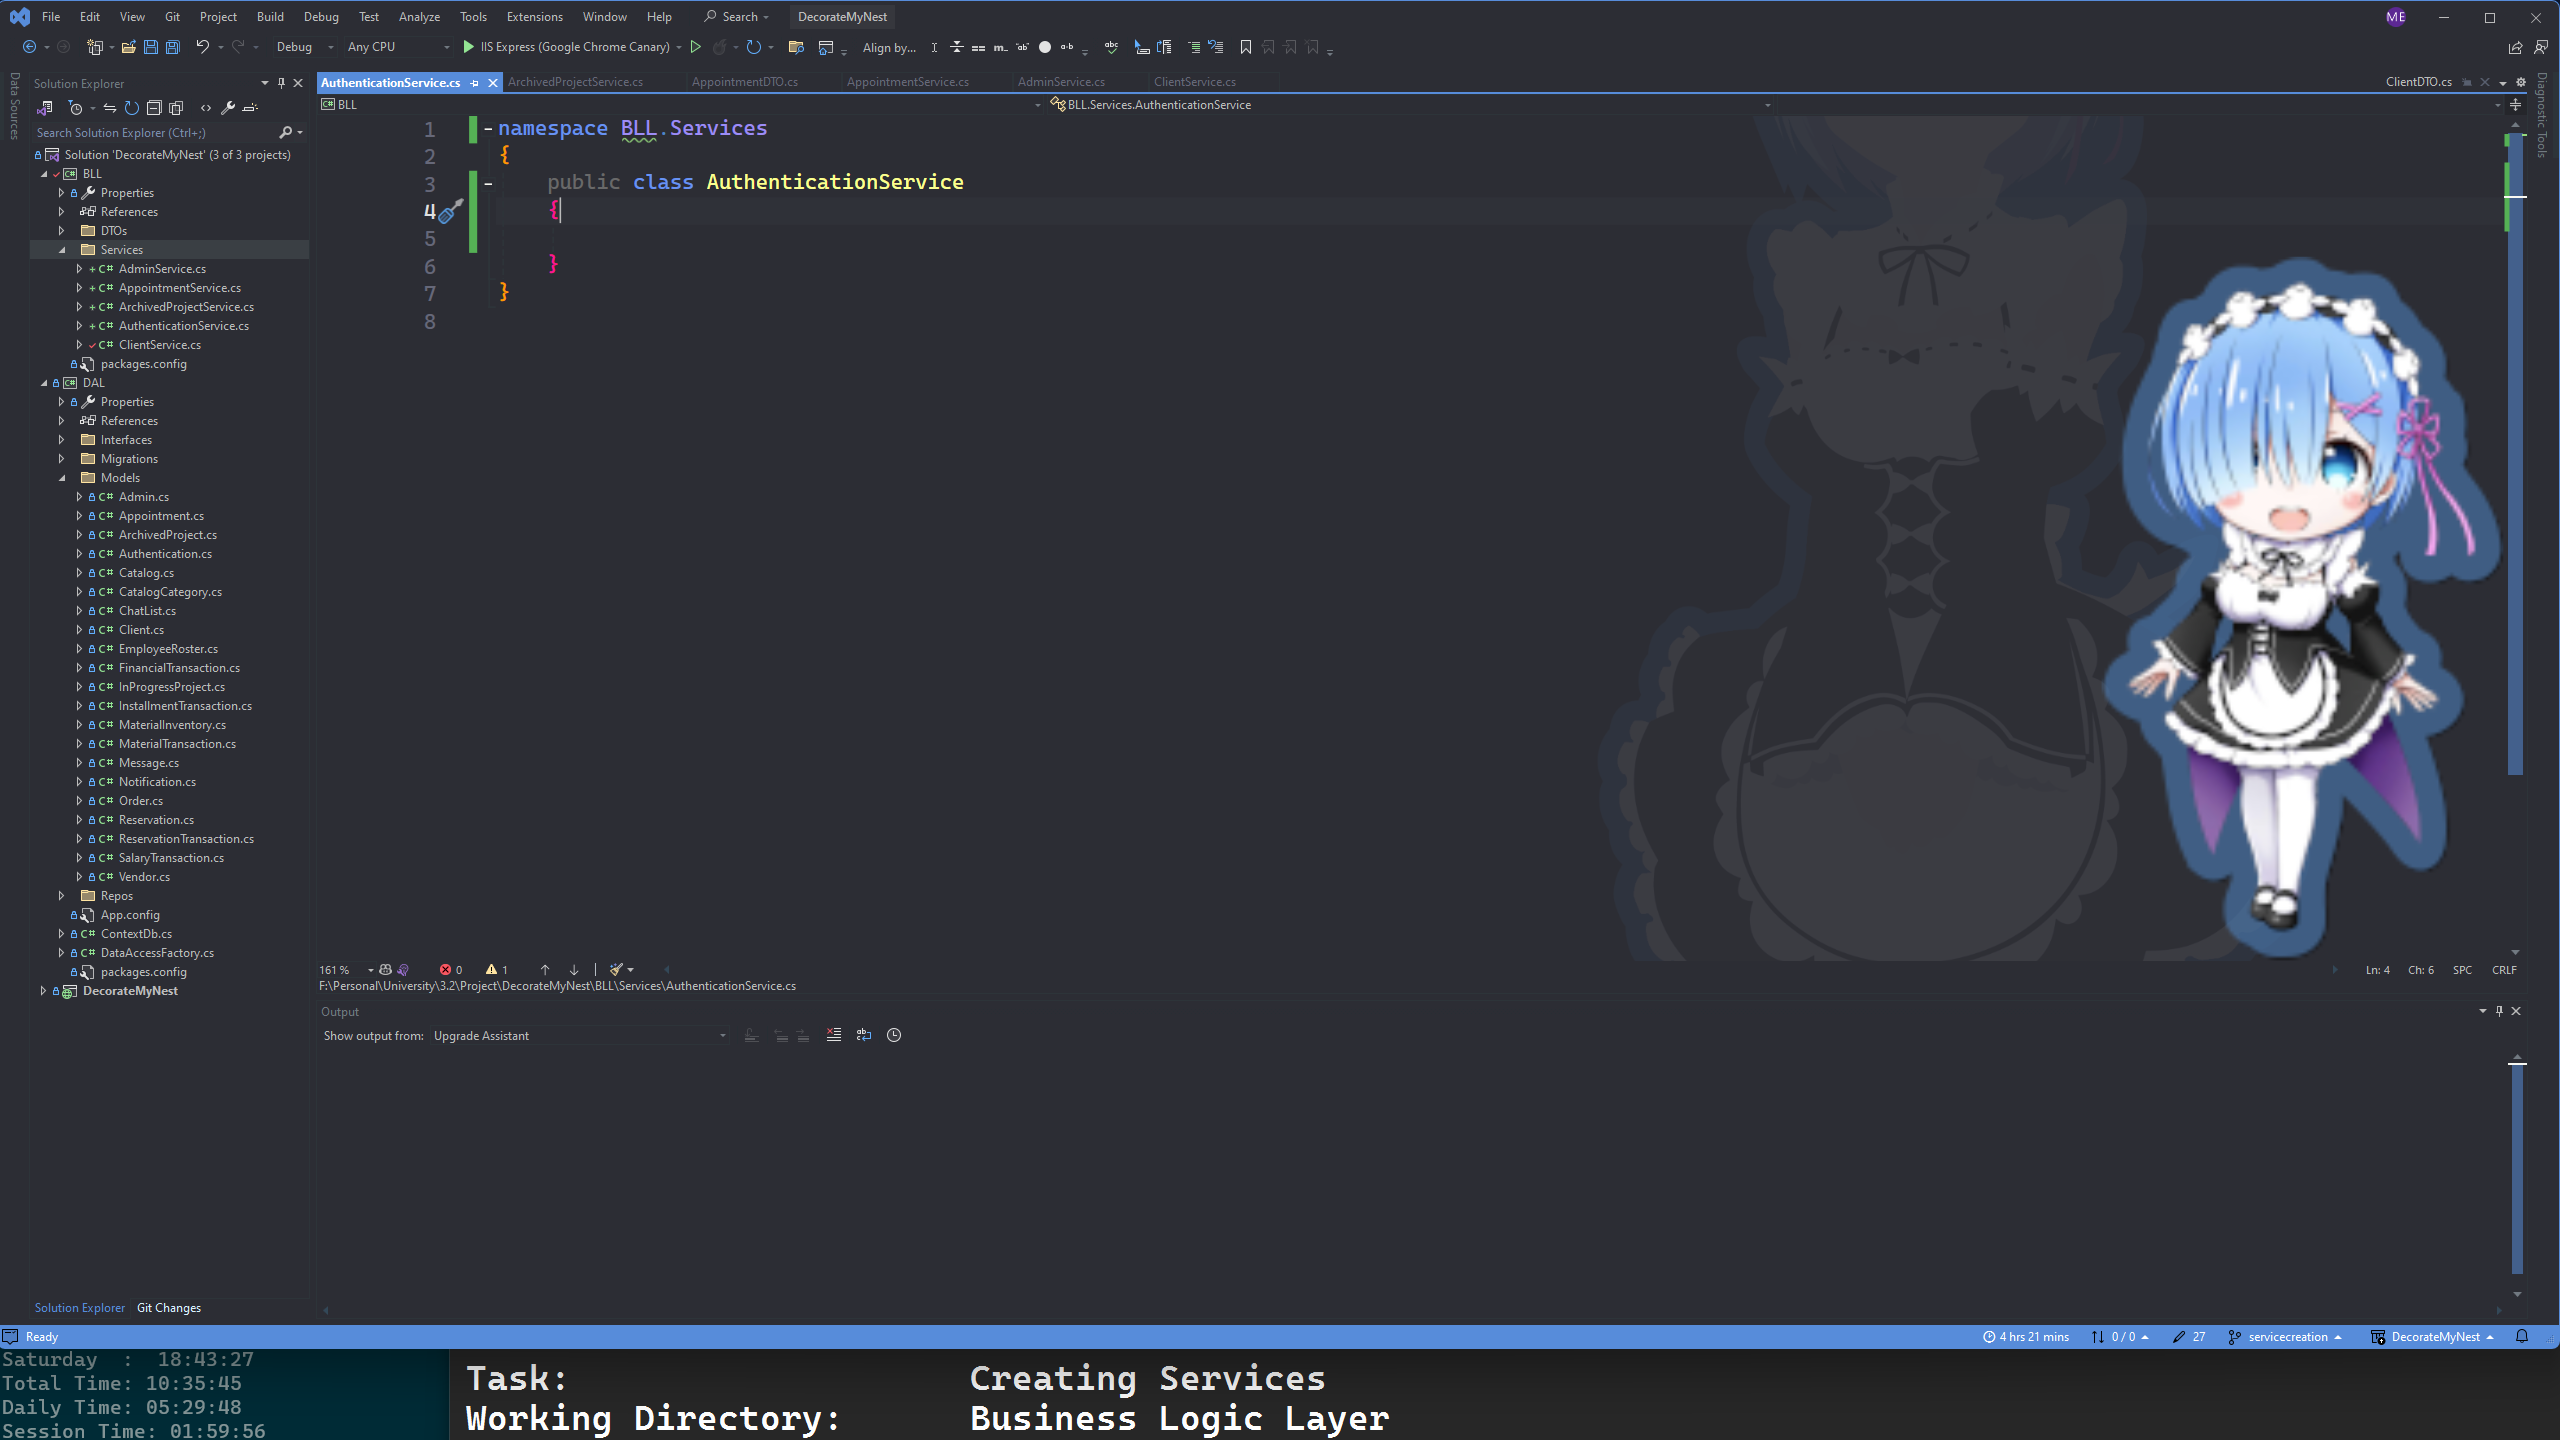 File Edit View Git Project Build Debug Test Analyze Tools Extensions Window Help Search DecorateMyNest ME
Debug Any CPU IIS Express (Google Chrome Canary) Align by...
Data Sources
Solution Explorer
Search Solution Explorer (Ctrl+;)
Solution 'DecorateMyNest' (3 of 3 projects)
BLL
Properties
References
DTOs
Services
AdminService.cs
AppointmentService.cs
ArchivedProjectService.cs
AuthenticationService.cs
ClientService.cs
packages.config
DAL
Properties
References
Interfaces
Migrations
Models
Admin.cs
Appointment.cs
ArchivedProject.cs
Authentication.cs
Catalog.cs
CatalogCategory.cs
ChatList.cs
Client.cs
EmployeeRoster.cs
FinancialTransaction.cs
InProgressProject.cs
InstallmentTransaction.cs
MaterialInventory.cs
MaterialTransaction.cs
Message.cs
Notification.cs
Order.cs
Reservation.cs
ReservationTransaction.cs
SalaryTransaction.cs
Vendor.cs
Repos
App.config
ContextDb.cs
DataAccessFactory.cs
packages.config
DecorateMyNest
Solution Explorer Git Changes
AuthenticationService.cs ArchivedProjectService.cs AppointmentDTO.cs AppointmentService.cs AdminService.cs ClientService.cs ClientDTO.cs
BLL BLL.Services.AuthenticationService
1 namespace BLL.Services
2 {
3 public class AuthenticationService
4 {
5
6 }
7 }
8
Diagnostic Tools
161 % 0 1 Ln: 4 Ch: 6 SPC CRLF
F:\Personal\University\3.2\Project\DecorateMyNest\BLL\Services\AuthenticationService.cs
Output
Show output from: Upgrade Assistant
Ready 4 hrs 21 mins 0 / 0 27 servicecreation DecorateMyNest
Saturday : 18:43:27
Total Time: 10:35:45
Daily Time: 05:29:48
Session Time: 01:59:56
Task: Creating Services
Working Directory: Business Logic Layer